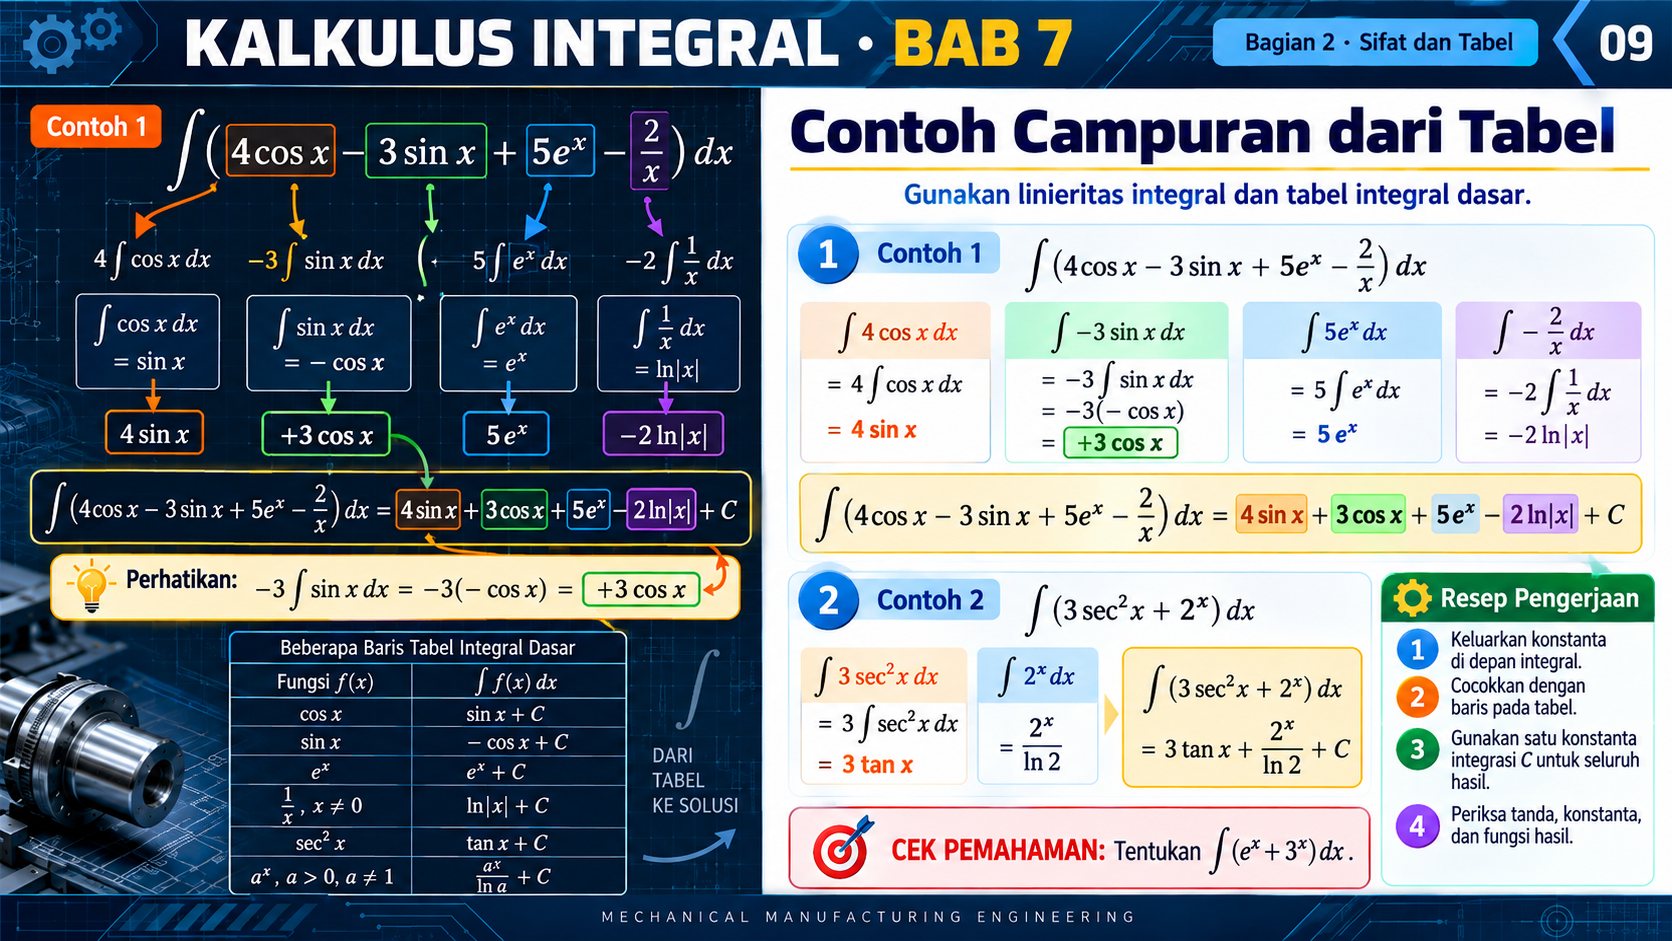 KALKULUS INTEGRAL • BAB 7
Bagian 2 · Sifat dan Tabel
09
Contoh 1
∫(4 cos x − 3 sin x + 5eˣ − 2/x) dx
4∫cos x dx
−3∫sin x dx
(
5∫eˣ dx
−2∫1/x dx
∫cos x dx
= sin x
∫sin x dx
= − cos x
∫eˣ dx
= eˣ
∫1/x dx
= ln|x|
4 sin x
+3 cos x
5eˣ
−2 ln|x|
∫(4cos x − 3 sin x + 5eˣ − 2/x) dx = 4 sin x + 3 cos x + 5eˣ − 2 ln|x| + C
Perhatikan: −3∫sin x dx = −3(− cos x) = +3 cos x
Beberapa Baris Tabel Integral Dasar
Fungsi f(x) ∫f(x) dx
cos x sin x + C
sin x − cos x + C
eˣ eˣ + C
1/x, x ≠ 0 ln|x| + C
sec² x tan x + C
aˣ, a > 0, a ≠ 1 aˣ/ln a + C
∫
DARI
TABEL
KE SOLUSI
Contoh Campuran dari Tabel
Gunakan linieritas integral dan tabel integral dasar.
1 Contoh 1 ∫(4 cos x − 3 sin x + 5eˣ − 2/x) dx
∫4 cos x dx
= 4∫cos x dx
= 4 sin x
∫−3 sin x dx
= −3∫sin x dx
= −3(− cos x)
= +3 cos x
∫5eˣ dx
= 5∫eˣ dx
= 5 eˣ
∫ − 2/x dx
= −2∫1/x dx
= −2 ln|x|
∫(4cos x − 3 sin x + 5eˣ − 2/x) dx = 4 sin x + 3 cos x + 5eˣ − 2 ln|x| + C
2 Contoh 2 ∫(3 sec² x + 2ˣ) dx
∫3 sec² x dx
= 3∫sec² x dx
= 3 tan x
∫2ˣ dx
= 2ˣ/ln 2
∫(3 sec² x + 2ˣ) dx
= 3 tan x + 2ˣ/ln 2 + C
Resep Pengerjaan
1 Keluarkan konstanta
di depan integral.
2 Cocokkan dengan
baris pada tabel.
3 Gunakan satu konstanta
integrasi C untuk seluruh
hasil.
4 Periksa tanda, konstanta,
dan fungsi hasil.
CEK PEMAHAMAN: Tentukan ∫(eˣ + 3ˣ) dx.
MECHANICAL MANUFACTURING ENGINEERING